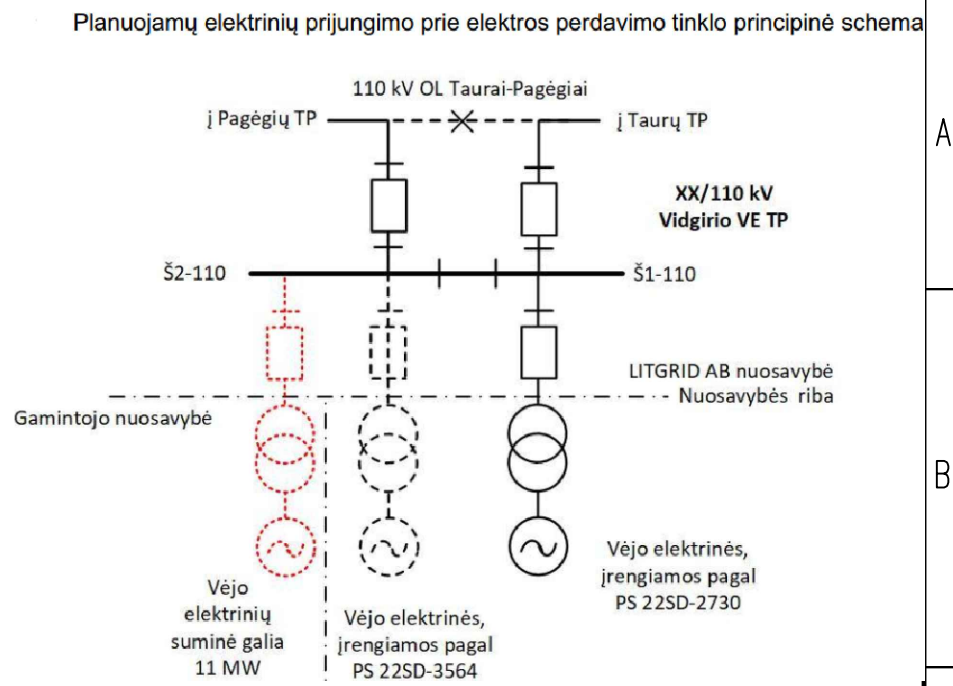 Planuojamų elektrinių prijungimo prie elektros perdavimo tinklo principinė schema
110 kV OL Taurai-Pagėgiai
į Pagėgių TP
į Taurų TP
A
XX/110 kV
Vidgirio VE TP
Š2-110
Š1-110
LITGRID AB nuosavybė
Nuosavybės riba
Gamintojo nuosavybė
B
Vėjo
elektrinių
suminė galia
11 MW
Vėjo elektrinės,
įrengiamos pagal
PS 22SD-3564
Vėjo elektrinės,
įrengiamos pagal
PS 22SD-2730